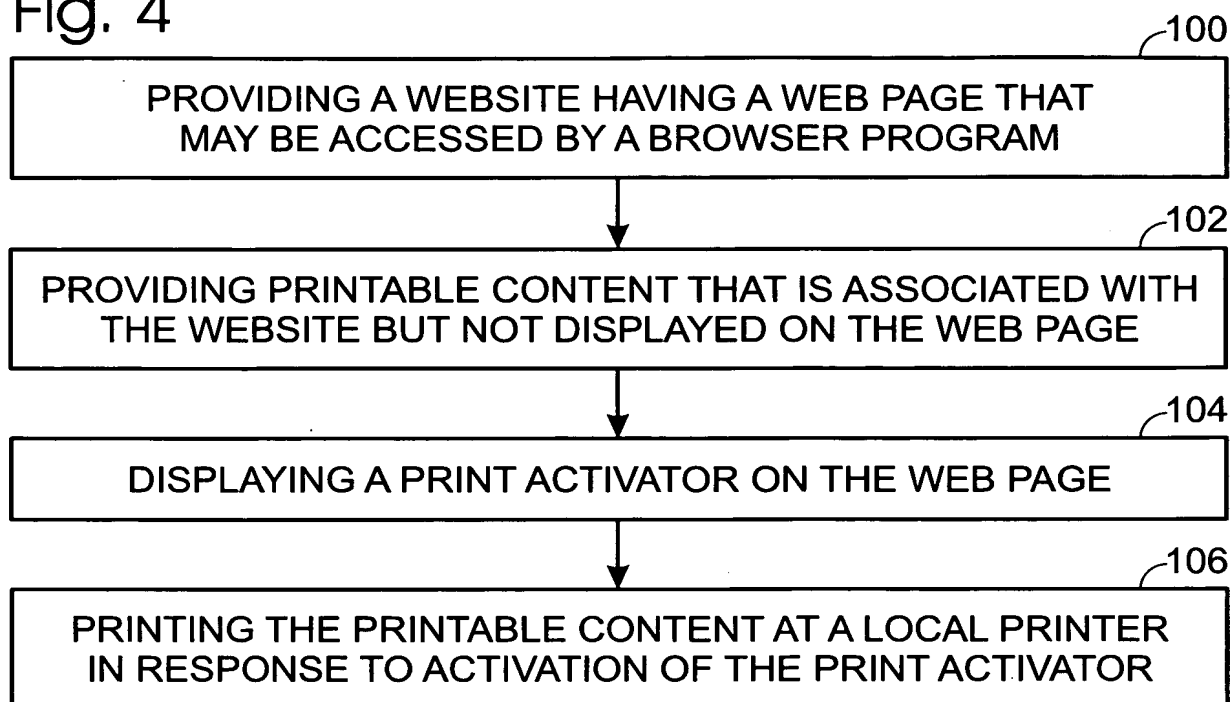 Fig. 4
100
PROVIDING A WEBSITE HAVING A WEB PAGE THAT
MAY BE ACCESSED BY A BROWSER PROGRAM
102
PROVIDING PRINTABLE CONTENT THAT IS ASSOCIATED WITH
THE WEBSITE BUT NOT DISPLAYED ON THE WEB PAGE
104
DISPLAYING A PRINT ACTIVATOR ON THE WEB PAGE
106
PRINTING THE PRINTABLE CONTENT AT A LOCAL PRINTER
IN RESPONSE TO ACTIVATION OF THE PRINT ACTIVATOR